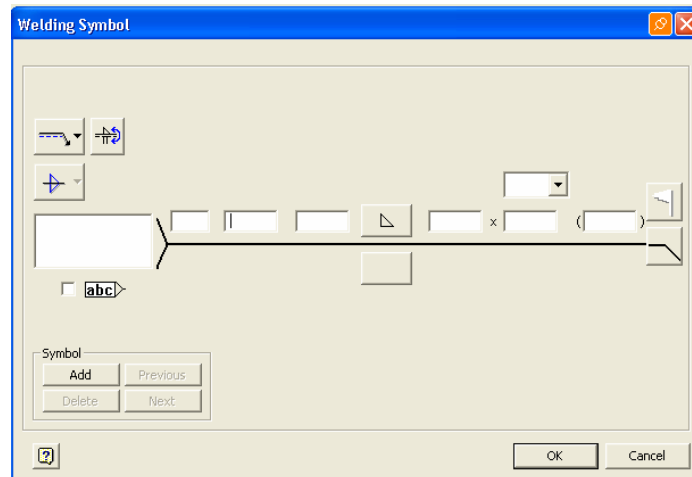 Welding Symbol
x ( )
abc
Symbol
Add Previous
Delete Next
OK Cancel